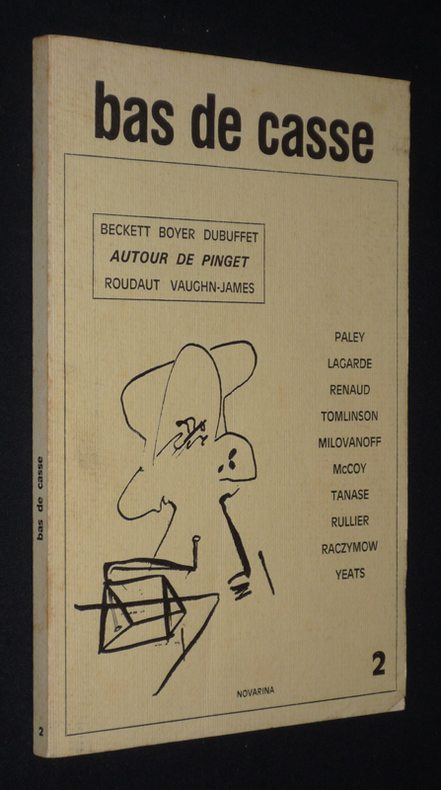 bas de casse
BECKETT BOYER DUBUFFET
AUTOUR DE PINGET
ROUDAUT VAUGHN-JAMES
PALEY
LAGARDE
RENAUD
TOMLINSON
MILOVANOFF
McCOY
TANASE
RULLIER
RACZYMOW
YEATS
2
NOVARINA
bas de casse
2